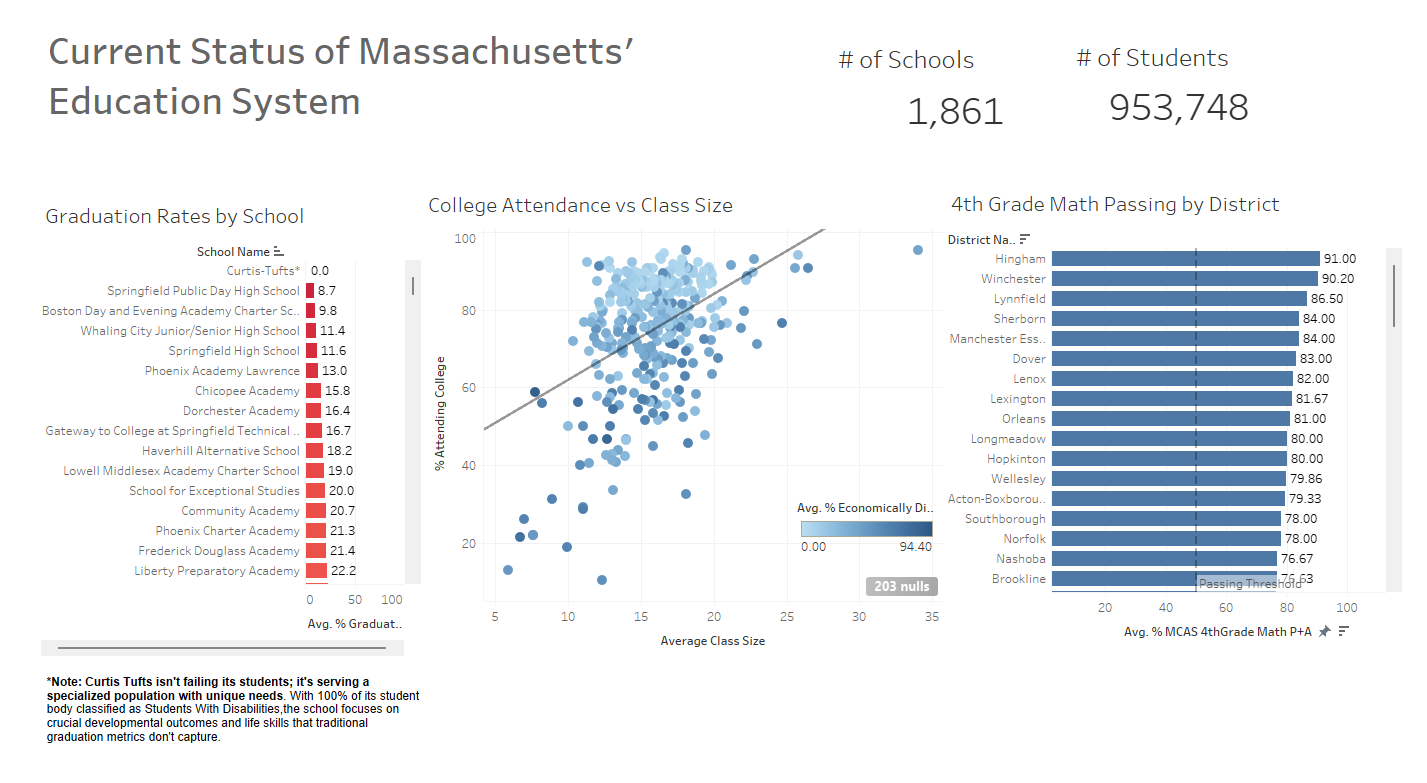 Current Status of Massachusetts’
Education System
# of Schools
1,861
# of Students
953,748
Graduation Rates by School
School Name
Curtis-Tufts* 0.0
Springfield Public Day High School 8.7
Boston Day and Evening Academy Charter Sc.. 9.8
Whaling City Junior/Senior High School 11.4
Springfield High School 11.6
Phoenix Academy Lawrence 13.0
Chicopee Academy 15.8
Dorchester Academy 16.4
Gateway to College at Springfield Technical .. 16.7
Haverhill Alternative School 18.2
Lowell Middlesex Academy Charter School 19.0
School for Exceptional Studies 20.0
Community Academy 20.7
Phoenix Charter Academy 21.3
Frederick Douglass Academy 21.4
Liberty Preparatory Academy 22.2
0 50 100
Avg. % Graduat..
*Note: Curtis Tufts isn't failing its students; it's serving a
specialized population with unique needs. With 100% of its student
body classified as Students With Disabilities,the school focuses on
crucial developmental outcomes and life skills that traditional
graduation metrics don't capture.
College Attendance vs Class Size
% Attending College
100
80
60
40
20
5 10 15 20 25 30 35
Average Class Size
Avg. % Economically Di..
0.00 94.40
203 nulls
4th Grade Math Passing by District
District Na..
Hingham 91.00
Winchester 90.20
Lynnfield 86.50
Sherborn 84.00
Manchester Ess.. 84.00
Dover 83.00
Lenox 82.00
Lexington 81.67
Orleans 81.00
Longmeadow 80.00
Hopkinton 80.00
Wellesley 79.86
Acton-Boxborou.. 79.33
Southborough 78.00
Norfolk 78.00
Nashoba 76.67
Brookline 76.63
Passing Threshold
20 40 60 80 100
Avg. % MCAS 4thGrade Math P+A